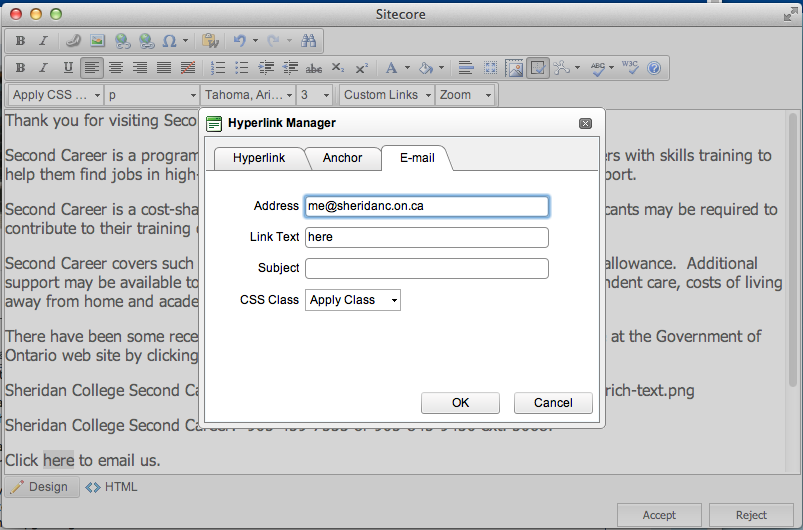 Sitecore
B I Ω
B I U abc x₂ x² A ABC W3C
Apply CSS ... p Tahoma, Ari... 3 Custom Links Zoom
Thank you for visiting Seco
Second Career is a program rs with skills training to
help them find jobs in high- port.
Second Career is a cost-sha cants may be required to
contribute to their training
Second Career covers such allowance. Additional
support may be available to ndent care, costs of living
away from home and acade
There have been some rece at the Government of
Ontario web site by clicking
Sheridan College Second Ca rich-text.png
Sheridan College Second
Click here to email us.
Hyperlink Manager
Hyperlink Anchor E-mail
Address me@sheridanc.on.ca
Link Text here
Subject
CSS Class Apply Class
OK Cancel
Design HTML
Accept Reject